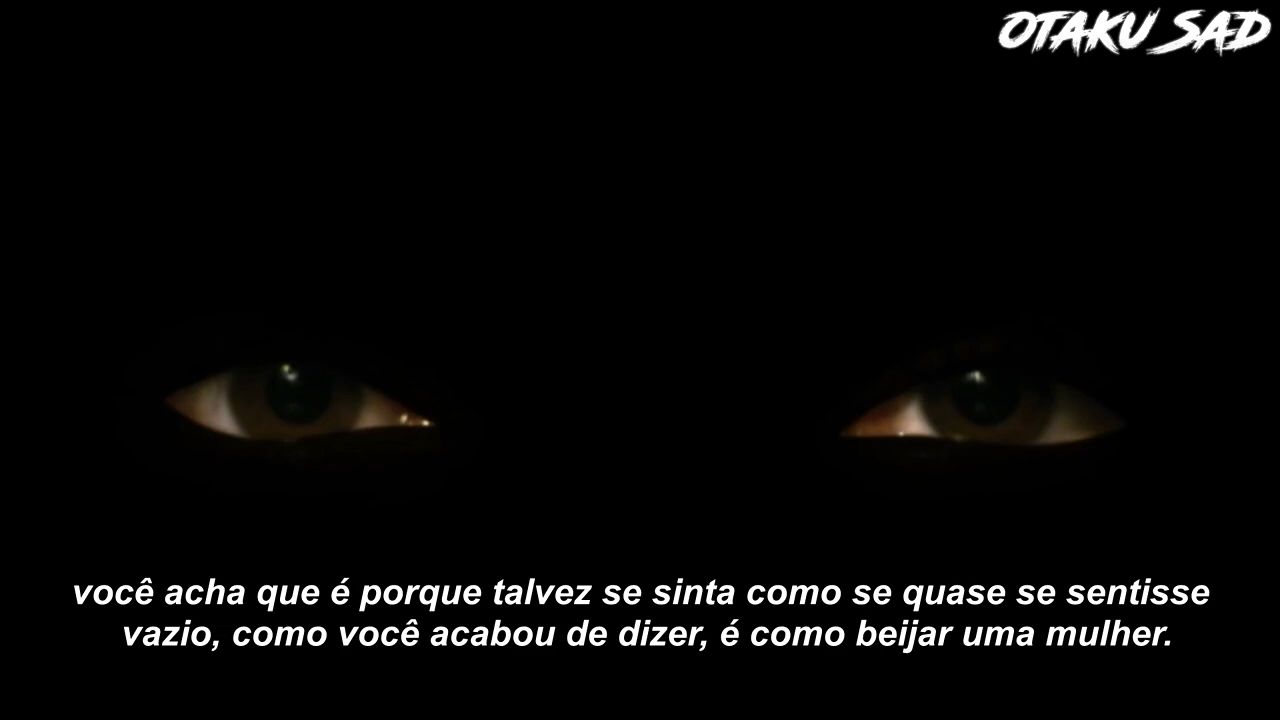 OTAKU SAD
você acha que é porque talvez se sinta como se quase se sentisse
vazio, como você acabou de dizer, é como beijar uma mulher.